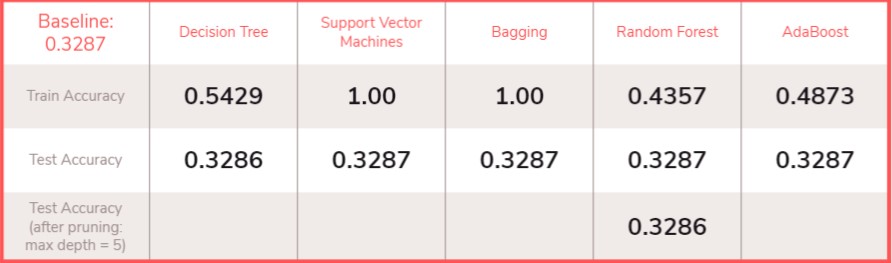 Baseline:
0.3287
Decision Tree
Support Vector
Machines
Bagging
Random Forest
AdaBoost
Train Accuracy
0.5429
1.00
1.00
0.4357
0.4873
Test Accuracy
0.3286
0.3287
0.3287
0.3287
0.3287
Test Accuracy
(after pruning:
max depth = 5)
0.3286